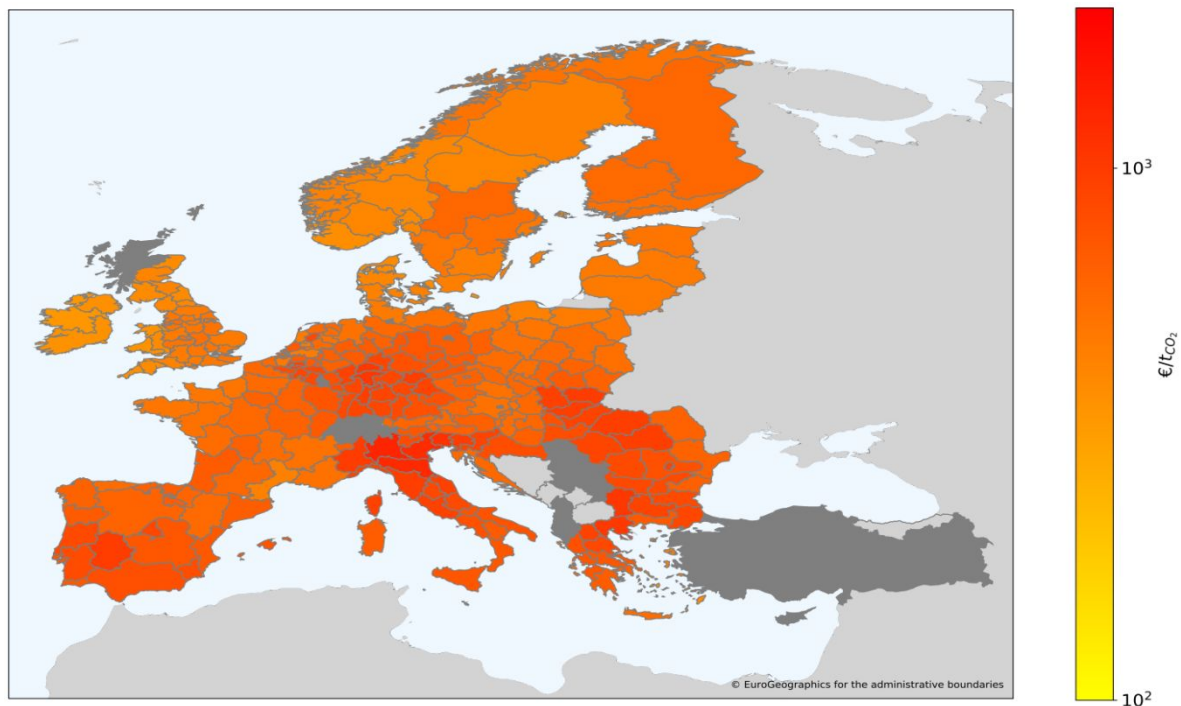 10³
€/t_CO₂
© EuroGeographics for the administrative boundaries
10²